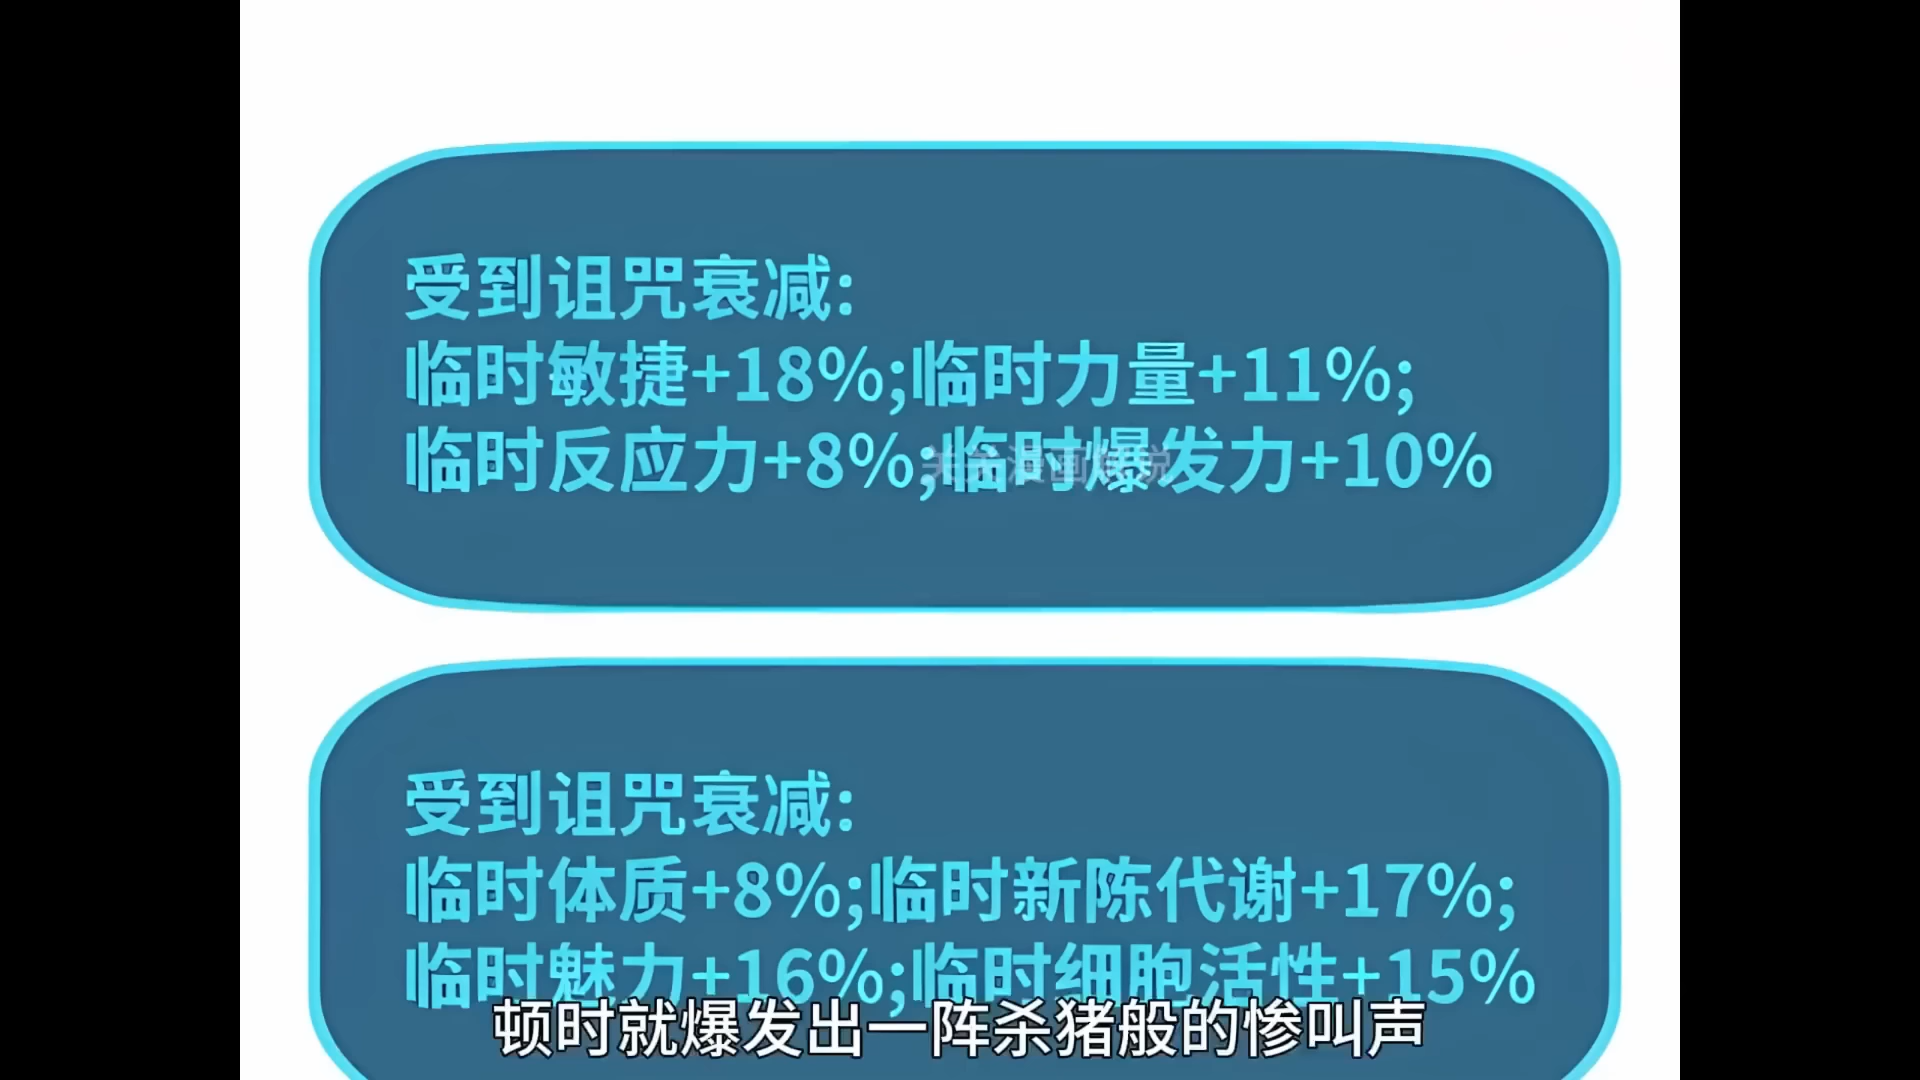 受到诅咒衰减:
临时敏捷+18%;临时力量+11%;
临时反应力+8%;临时爆发力+10%
受到诅咒衰减:
临时体质+8%;临时新陈代谢+17%;
临时魅力+16%;临时细胞活性+15%
顿时就爆发出一阵杀猪般的惨叫声